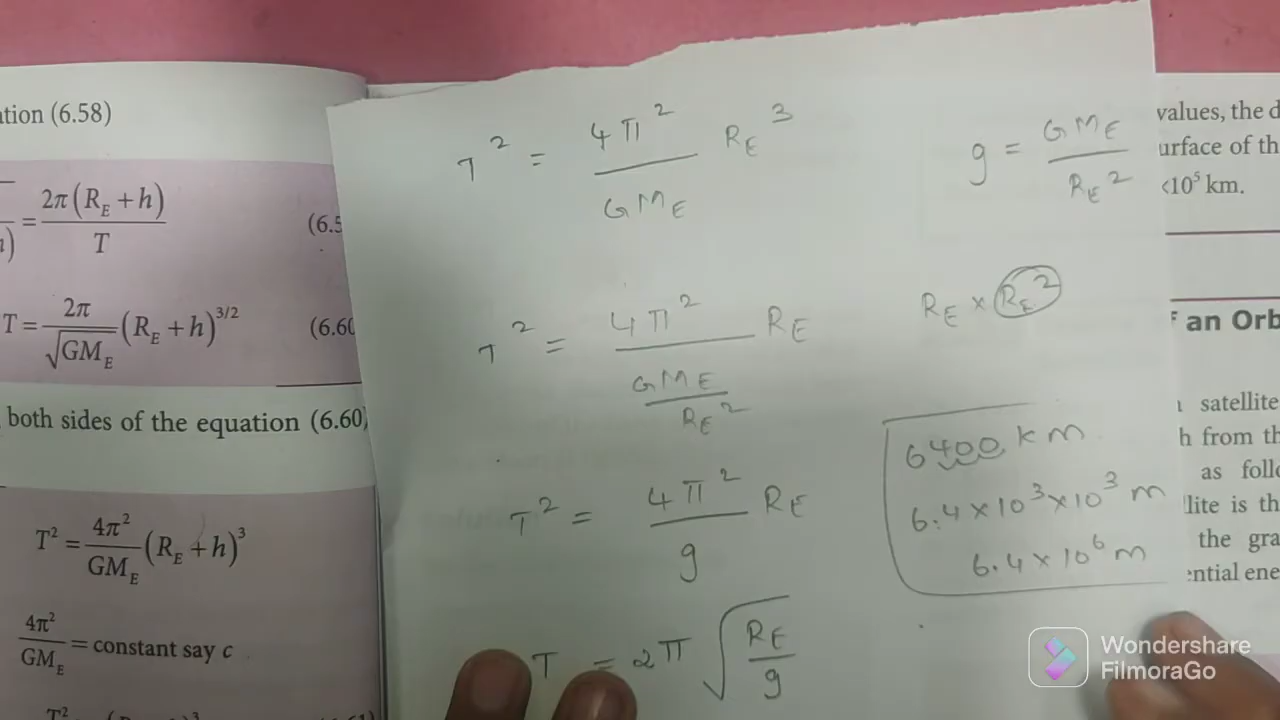 ation (6.58)
= 2π(R_E + h) / T (6.5
T = 2π / √GM_E (R_E + h)^3/2 (6.60
both sides of the equation (6.60)
T² = 4π² / GM_E (R_E + h)³
4π² / GM_E = constant say c
T² = 4π² / GM_E R_E³
T² = 4π² / (GM_E / R_E²) R_E
T² = 4π² / g R_E
T = 2π √(R_E / g)
g = GM_E / R_E²
R_E × R_E²
6400 km
6.4 × 10³ × 10³ m
6.4 × 10⁶ m
values, the d
urface of th
<10⁵ km.
f an Orb
satellite
h from th
as follo
llite is th
the gra
ential ene
Wondershare
FilmoraGo